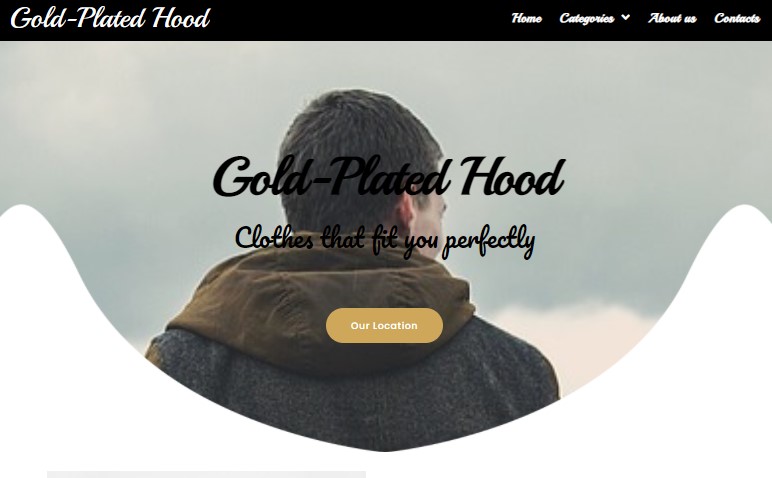 Gold-Plated Hood
Home Categories About us Contacts
Gold-Plated Hood
Clothes that fit you perfectly
Our Location